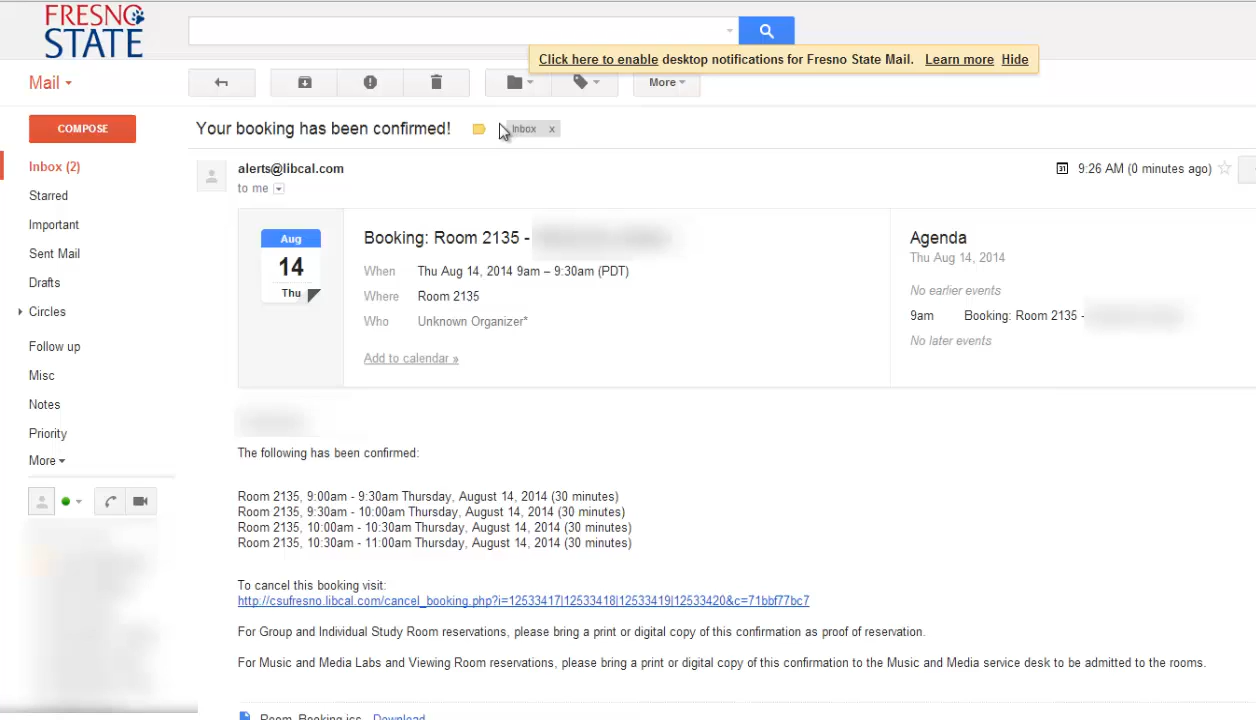 FRESNO
STATE
Click here to enable desktop notifications for Fresno State Mail. Learn more Hide
Mail
More
COMPOSE
Your booking has been confirmed! Inbox x
Inbox (2)
Starred
Important
Sent Mail
Drafts
Circles
Follow up
Misc
Notes
Priority
More
alerts@libcal.com
31 9:26 AM (0 minutes ago)
to me
Aug
14
Thu
Booking: Room 2135 -
When Thu Aug 14, 2014 9am – 9:30am (PDT)
Where Room 2135
Who Unknown Organizer*
Add to calendar »
Agenda
Thu Aug 14, 2014
No earlier events
9am Booking: Room 2135 -
No later events
The following has been confirmed:
Room 2135, 9:00am - 9:30am Thursday, August 14, 2014 (30 minutes)
Room 2135, 9:30am - 10:00am Thursday, August 14, 2014 (30 minutes)
Room 2135, 10:00am - 10:30am Thursday, August 14, 2014 (30 minutes)
Room 2135, 10:30am - 11:00am Thursday, August 14, 2014 (30 minutes)
To cancel this booking visit:
http://csufresno.libcal.com/cancel_booking.php?i=12533417|12533418|12533419|12533420&c=71bbf77bc7
For Group and Individual Study Room reservations, please bring a print or digital copy of this confirmation as proof of reservation.
For Music and Media Labs and Viewing Room reservations, please bring a print or digital copy of this confirmation to the Music and Media service desk to be admitted to the rooms.
Room_Booking.ics Download